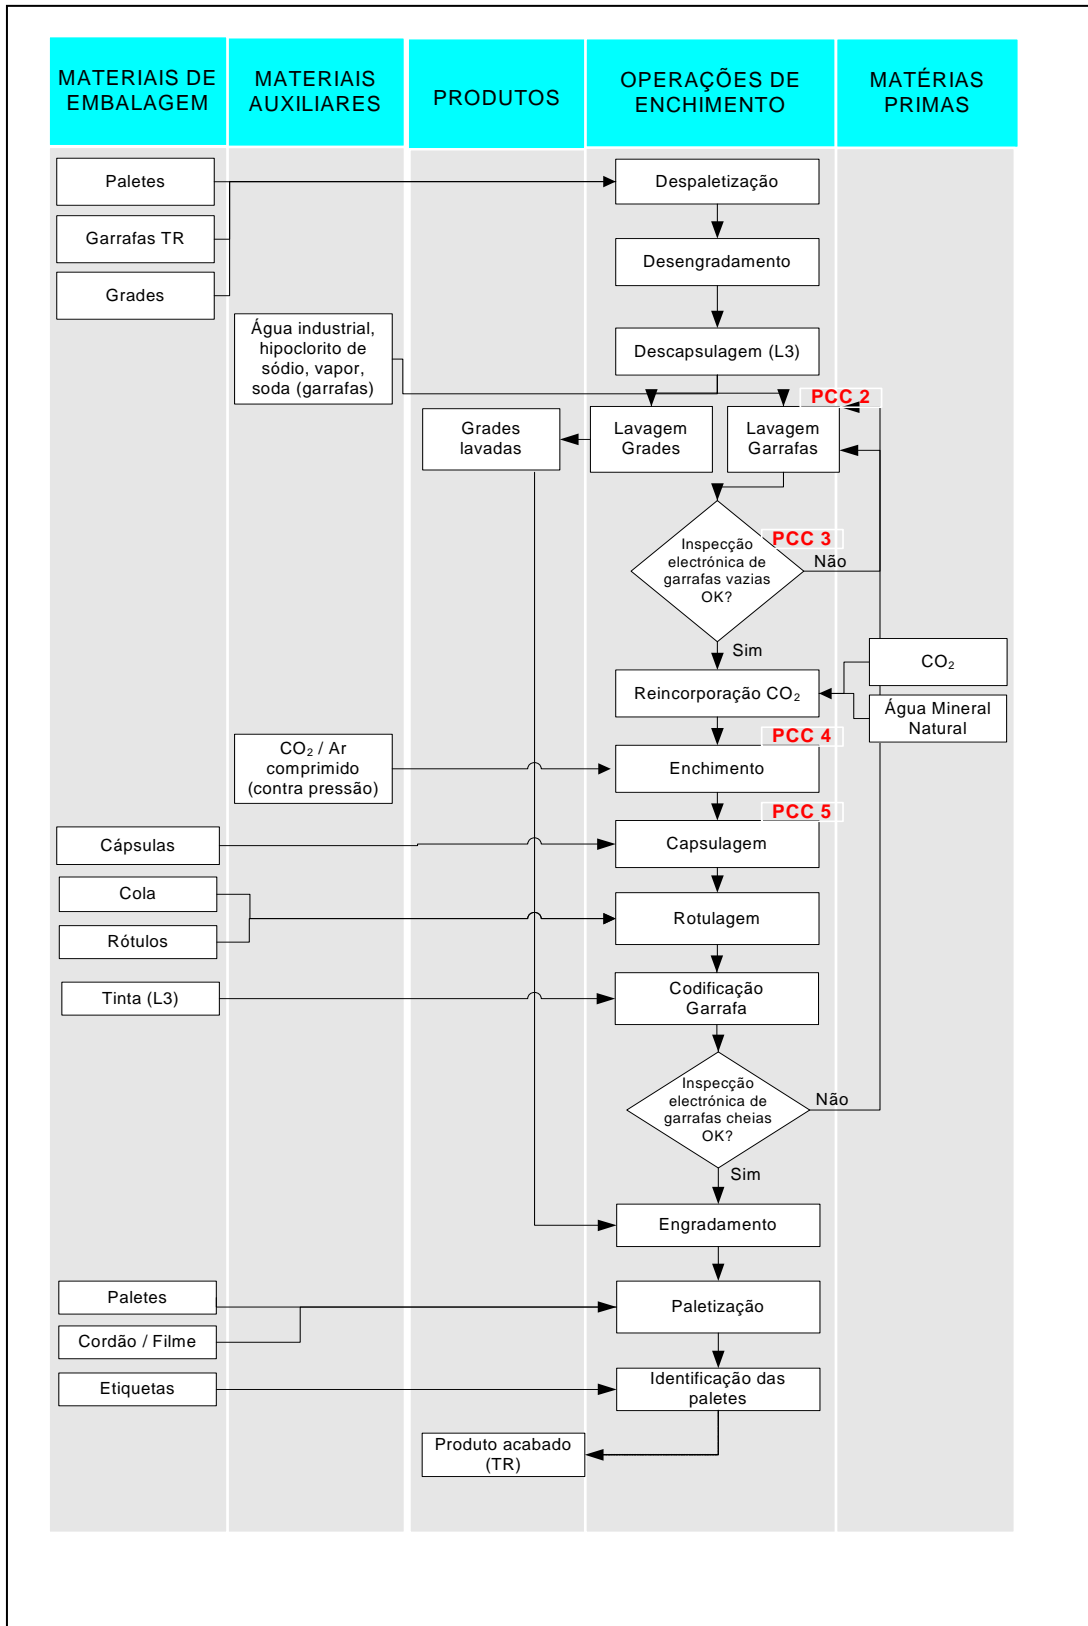 MATERIAIS DE
EMBALAGEM
MATERIAIS
AUXILIARES
PRODUTOS
OPERAÇÕES DE
ENCHIMENTO
MATÉRIAS
PRIMAS
Paletes
Despaletização
Garrafas TR
Desengradamento
Grades
Água industrial,
hipoclorito de
sódio, vapor,
soda (garrafas)
Descapsulagem (L3)
PCC 2
Grades
lavadas
Lavagem
Grades
Lavagem
Garrafas
PCC 3
Inspecção
electrónica de
garrafas vazias
OK?
Não
Sim
CO₂
Reincorporação CO₂
Água Mineral
Natural
PCC 4
CO₂ / Ar
comprimido
(contra pressão)
Enchimento
PCC 5
Cápsulas
Capsulagem
Cola
Rotulagem
Rótulos
Tinta (L3)
Codificação
Garrafa
Inspecção
electrónica de
garrafas cheias
OK?
Não
Sim
Engradamento
Paletes
Paletização
Cordão / Filme
Etiquetas
Identificação das
paletes
Produto acabado
(TR)